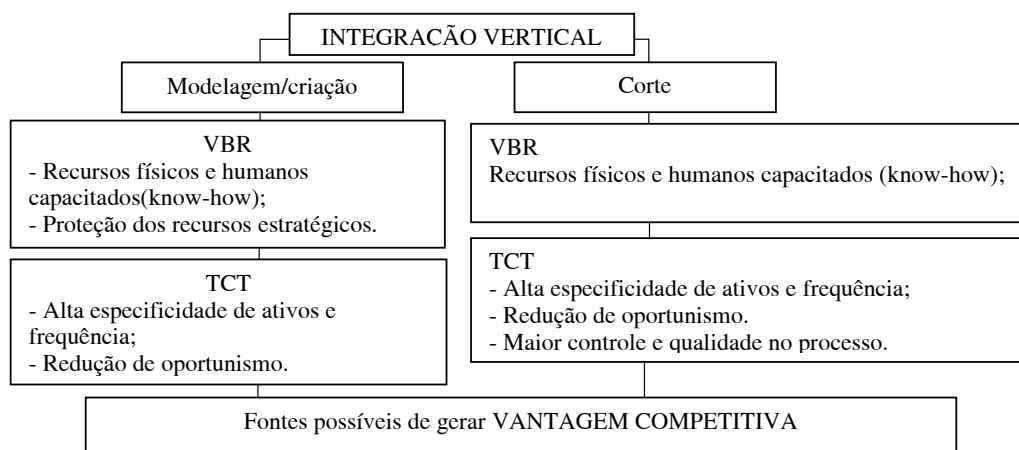 INTEGRACÃO VERTICAL
Modelagem/criação
VBR
- Recursos físicos e humanos
capacitados(know-how);
- Proteção dos recursos estratégicos.
TCT
- Alta especificidade de ativos e
frequência;
- Redução de oportunismo.
Corte
VBR
Recursos físicos e humanos capacitados (know-how);
TCT
- Alta especificidade de ativos e frequência;
- Redução de oportunismo.
- Maior controle e qualidade no processo.
Fontes possíveis de gerar VANTAGEM COMPETITIVA